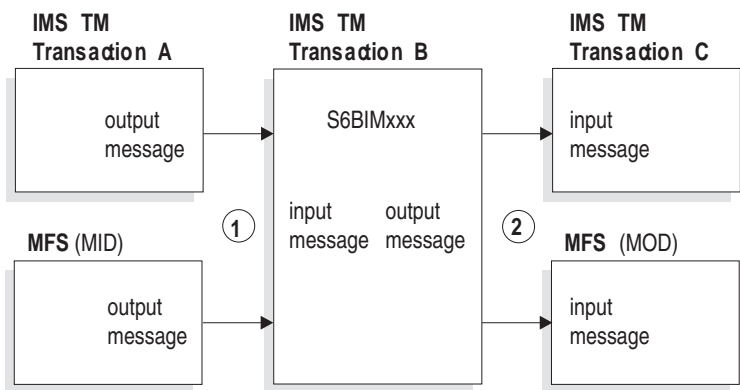 IMS TM
Transaction A
output
message
IMS TM
Transaction B
S6BIMxxx
input
message
output
message
IMS TM
Transaction C
input
message
1
2
MFS (MID)
output
message
MFS (MOD)
input
message